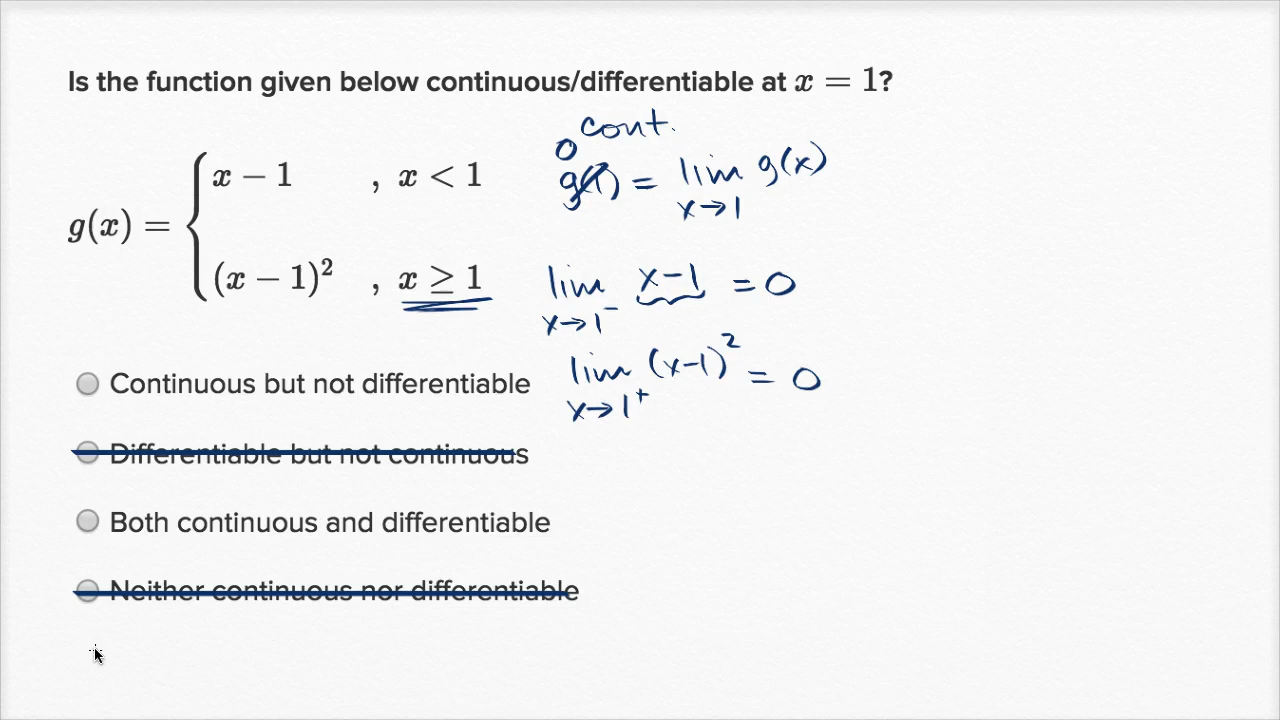 Is the function given below continuous/differentiable at x = 1?
cont.
0
g(1) = lim g(x)
x→1
x − 1 , x < 1
g(x) =
(x − 1)² , x ≥ 1
lim x−1 = 0
x→1⁻
lim (x−1)² = 0
x→1⁺
Continuous but not differentiable
Differentiable but not continuous
Both continuous and differentiable
Neither continuous nor differentiable